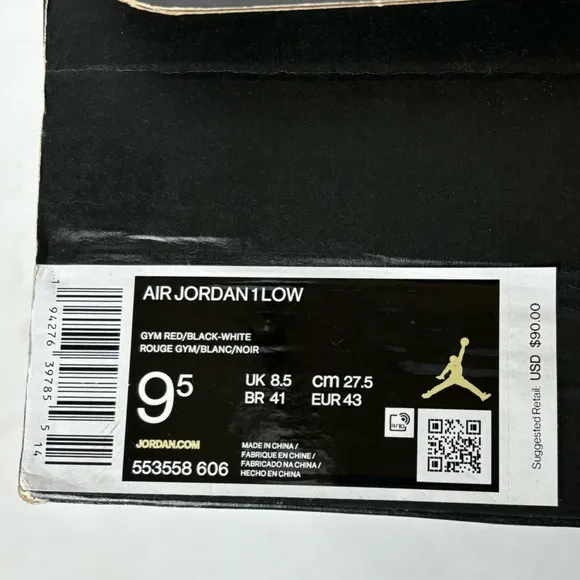 AIR JORDAN 1 LOW
GYM RED/BLACK-WHITE
ROUGE GYM/BLANC/NOIR
9⁵
UK 8.5
CM 27.5
BR 41
EUR 43
JORDAN.COM
553558 606
MADE IN CHINA /
FABRIQUE EN CHINE /
FABRICADO NA CHINA /
HECHO EN CHINA
RFID
Suggested Retail: USD $90.00
1 94276 39785 5 14